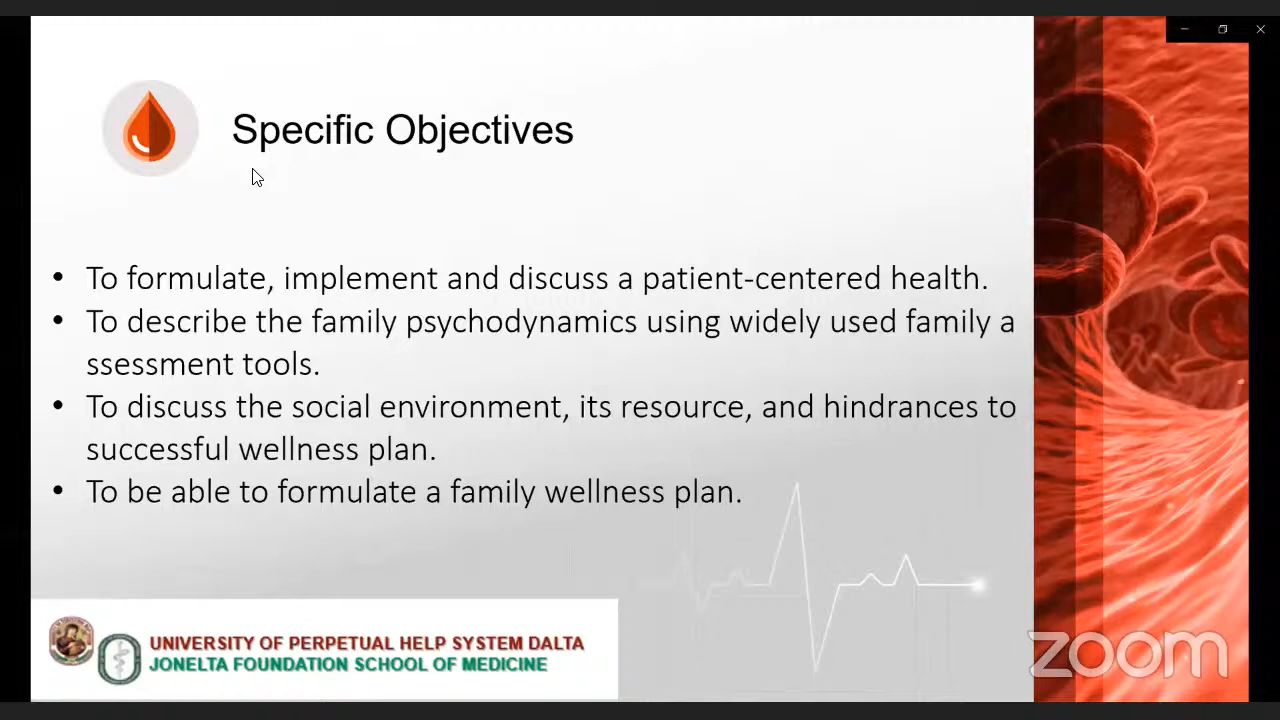 Specific Objectives
• To formulate, implement and discuss a patient-centered health.
• To describe the family psychodynamics using widely used family a
ssessment tools.
• To discuss the social environment, its resource, and hindrances to
successful wellness plan.
• To be able to formulate a family wellness plan.
UNIVERSITY OF PERPETUAL HELP SYSTEM DALTA
JONELTA FOUNDATION SCHOOL OF MEDICINE
zoom